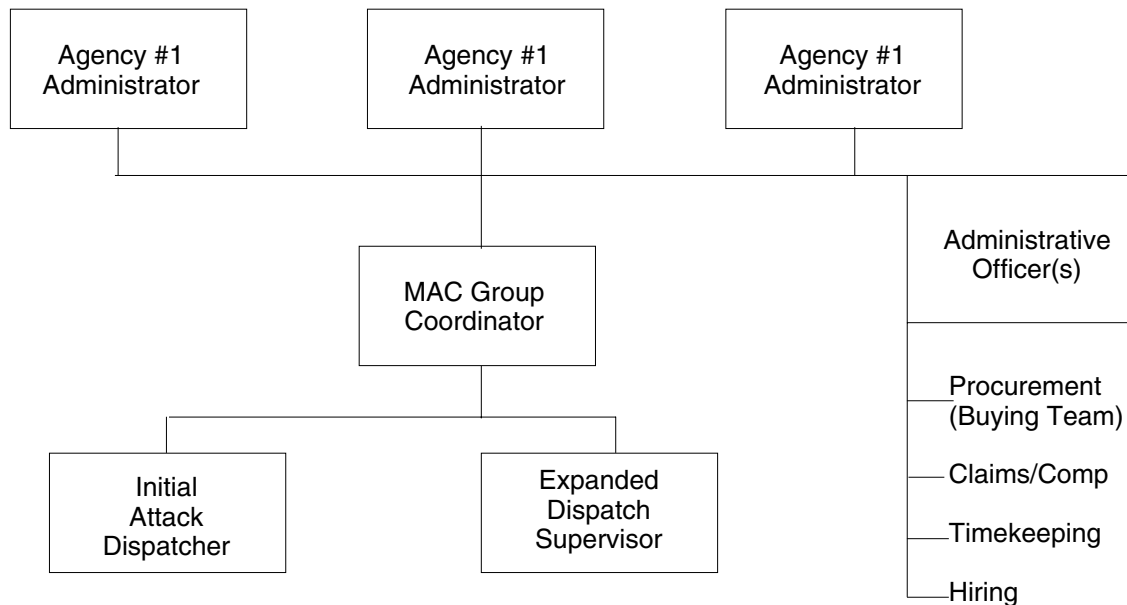 Agency #1
Administrator
Agency #1
Administrator
Agency #1
Administrator
MAC Group
Coordinator
Administrative
Officer(s)
Initial
Attack
Dispatcher
Expanded
Dispatch
Supervisor
Procurement
(Buying Team)
Claims/Comp
Timekeeping
Hiring